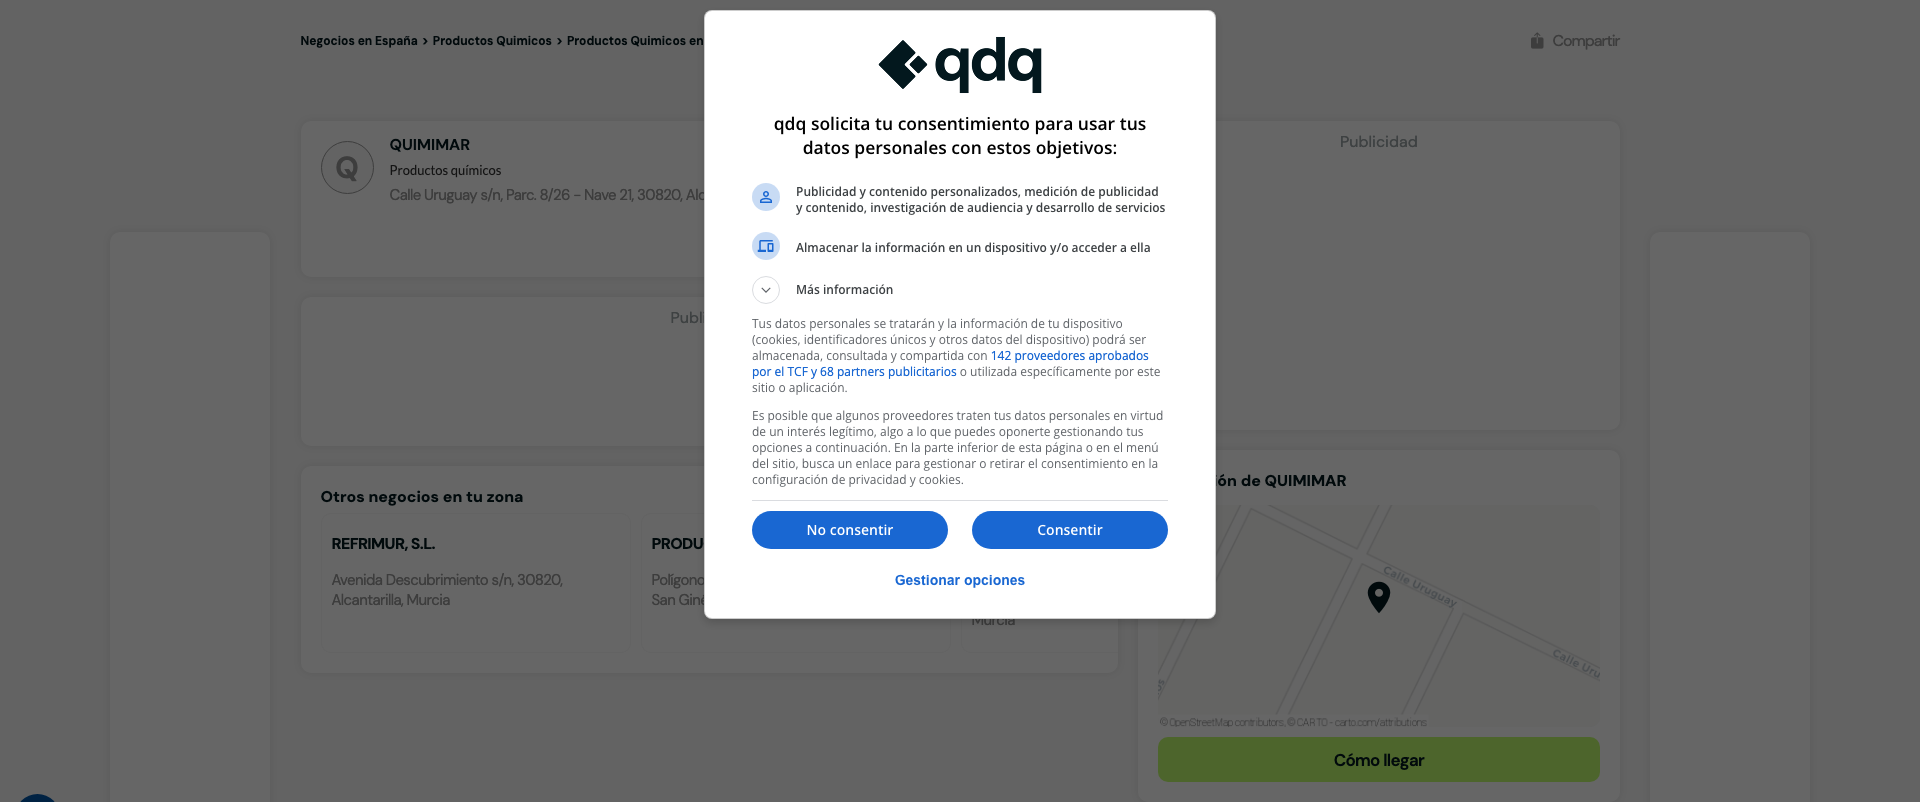 Negocios en España › Productos Quimicos › Productos Quimicos en
Compartir
QUIMIMAR
Q
Productos químicos
Calle Uruguay s/n, Parc. 8/26 - Nave 21, 30820, Alc
Publicidad
Publi
Otros negocios en tu zona
REFRIMUR, S.L.
Avenida Descubrimiento s/n, 30820,
Alcantarilla, Murcia
PRODU
Polígono
San Giné
Murcia
qdq
qdq solicita tu consentimiento para usar tus
datos personales con estos objetivos:
Publicidad y contenido personalizados, medición de publicidad
y contenido, investigación de audiencia y desarrollo de servicios
Almacenar la información en un dispositivo y/o acceder a ella
Más información
Tus datos personales se tratarán y la información de tu dispositivo
(cookies, identificadores únicos y otros datos del dispositivo) podrá ser
almacenada, consultada y compartida con 142 proveedores aprobados
por el TCF y 68 partners publicitarios o utilizada específicamente por este
sitio o aplicación.
Es posible que algunos proveedores traten tus datos personales en virtud
de un interés legítimo, algo a lo que puedes oponerte gestionando tus
opciones a continuación. En la parte inferior de esta página o en el menú
del sitio, busca un enlace para gestionar o retirar el consentimiento en la
configuración de privacidad y cookies.
No consentir
Consentir
Gestionar opciones
ión de QUIMIMAR
Calle Uruguay
Calle Uru
© OpenStreetMap contributors, © CARTO - carto.com/attributions
Cómo llegar